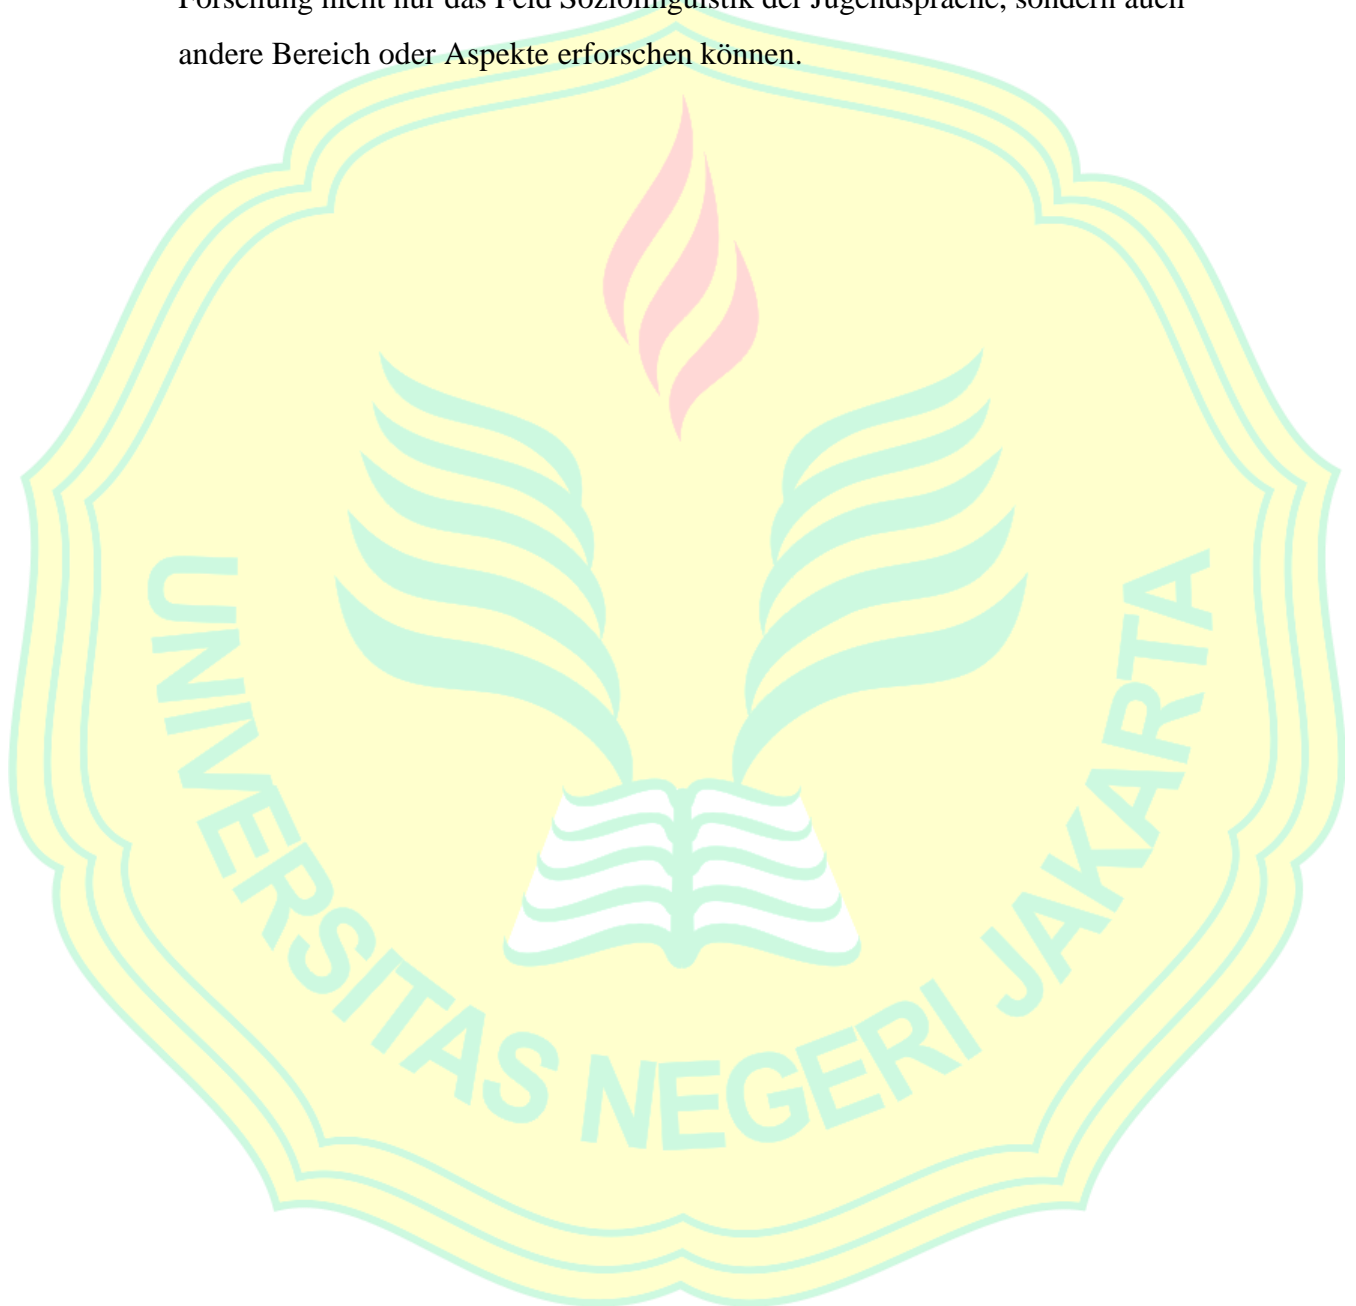 Forschung nicht nur das Feld Soziolinguistik der Jugendsprache, sondern auch
andere Bereich oder Aspekte erforschen können.
UNIVERSITAS NEGERI JAKARTA